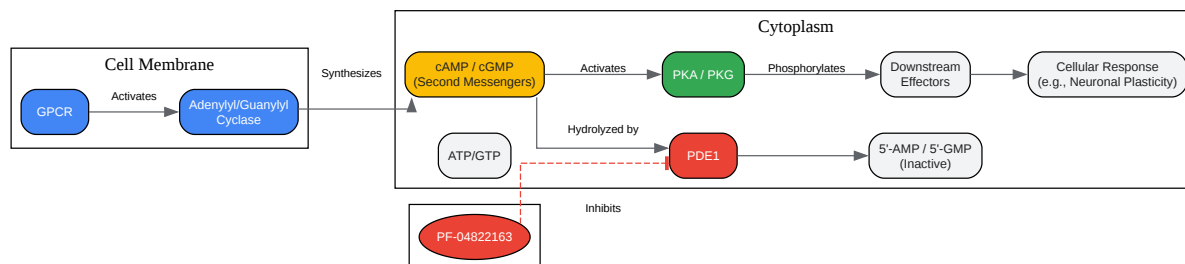 Cell Membrane
GPCR
Activates
Adenylyl/Guanylyl
Cyclase
Synthesizes
Cytoplasm
cAMP / cGMP
(Second Messengers)
Activates
PKA / PKG
Phosphorylates
Downstream
Effectors
Cellular Response
(e.g., Neuronal Plasticity)
Hydrolyzed by
ATP/GTP
PDE1
5'-AMP / 5'-GMP
(Inactive)
Inhibits
PF-04822163